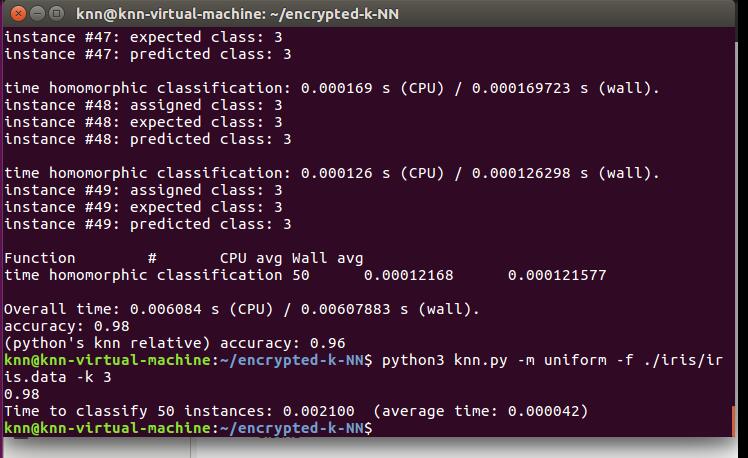 knn@knn-virtual-machine: ~/encrypted-k-NN
instance #47: expected class: 3
instance #47: predicted class: 3
time homomorphic classification: 0.000169 s (CPU) / 0.000169723 s (wall).
instance #48: assigned class: 3
instance #48: expected class: 3
instance #48: predicted class: 3
time homomorphic classification: 0.000126 s (CPU) / 0.000126298 s (wall).
instance #49: assigned class: 3
instance #49: expected class: 3
instance #49: predicted class: 3
Function # CPU avg Wall avg
time homomorphic classification 50 0.00012168 0.000121577
Overall time: 0.006084 s (CPU) / 0.00607883 s (wall).
accuracy: 0.98
(python's knn relative) accuracy: 0.96
knn@knn-virtual-machine:~/encrypted-k-NN$ python3 knn.py -m uniform -f ./iris/ir
is.data -k 3
0.98
Time to classify 50 instances: 0.002100  (average time: 0.000042)
knn@knn-virtual-machine:~/encrypted-k-NN$